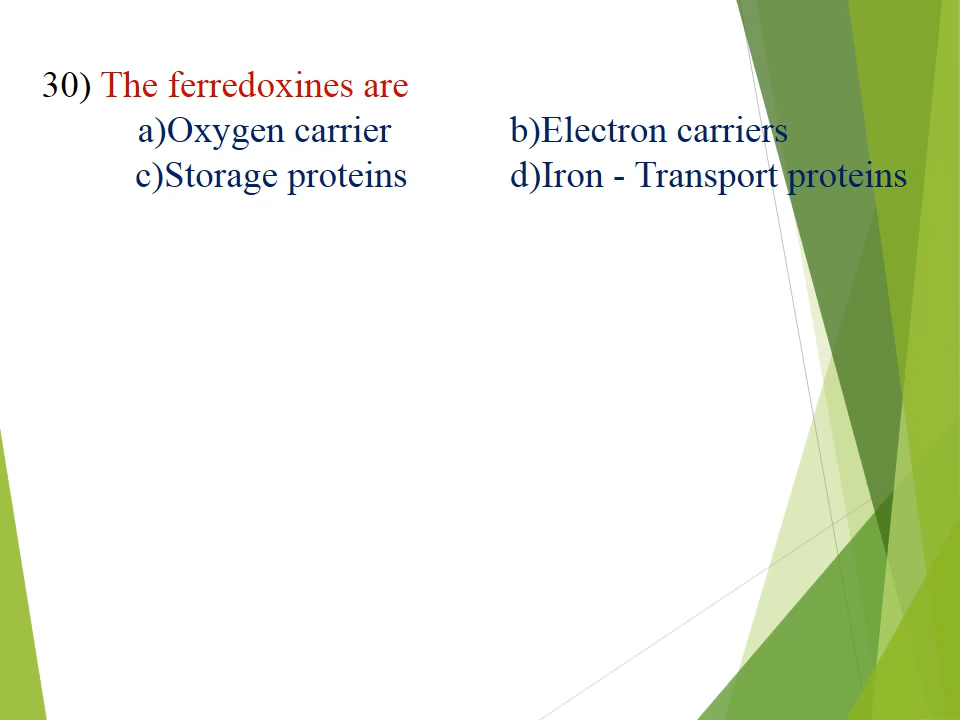 30) The ferredoxines are
a)Oxygen carrier b)Electron carriers
c)Storage proteins d)Iron - Transport proteins